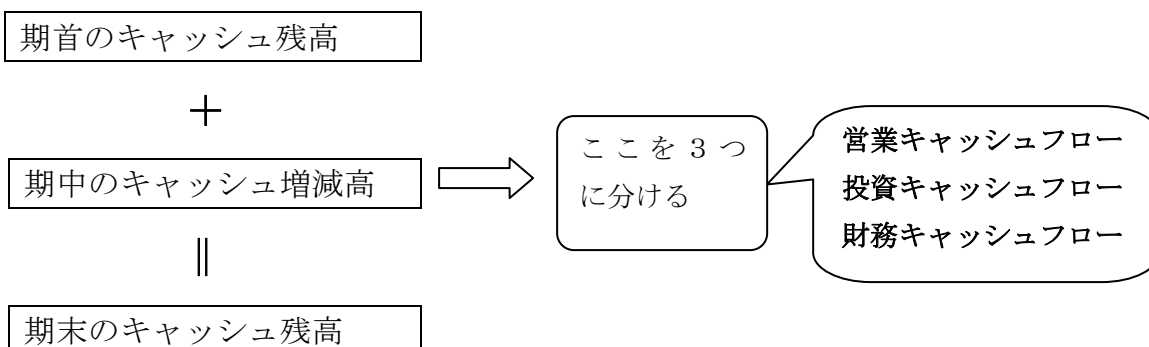 期首のキャッシュ残高
＋
期中のキャッシュ増減高
ここを３つ
に分ける
営業キャッシュフロー
投資キャッシュフロー
財務キャッシュフロー
||
期末のキャッシュ残高